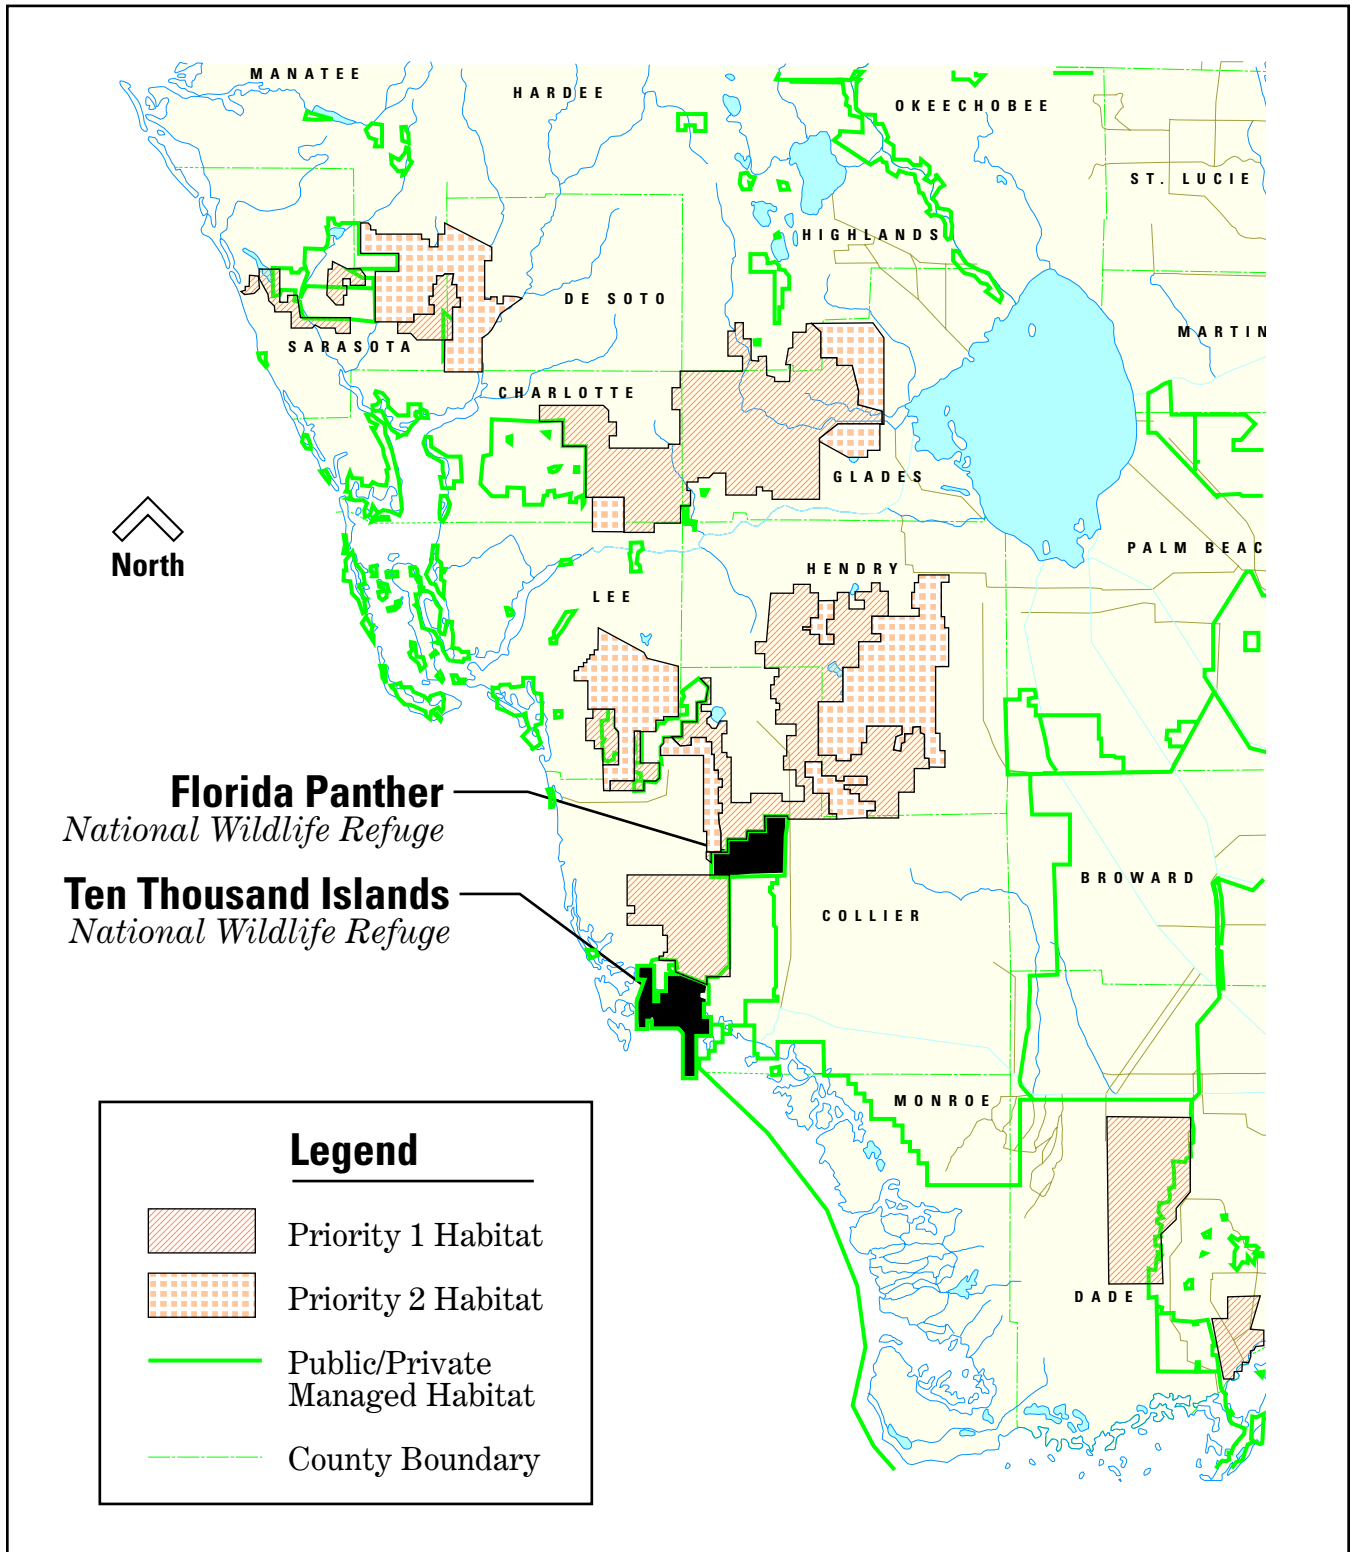 MANATEE
HARDEE
OKEECHOBEE
ST. LUCIE
HIGHLANDS
DE SOTO
SARASOTA
MARTIN
CHARLOTTE
GLADES
North
PALM BEAC
HENDRY
LEE
Florida Panther
National Wildlife Refuge
Ten Thousand Islands
National Wildlife Refuge
BROWARD
COLLIER
MONROE
DADE
Legend
Priority 1 Habitat
Priority 2 Habitat
Public/Private
Managed Habitat
County Boundary